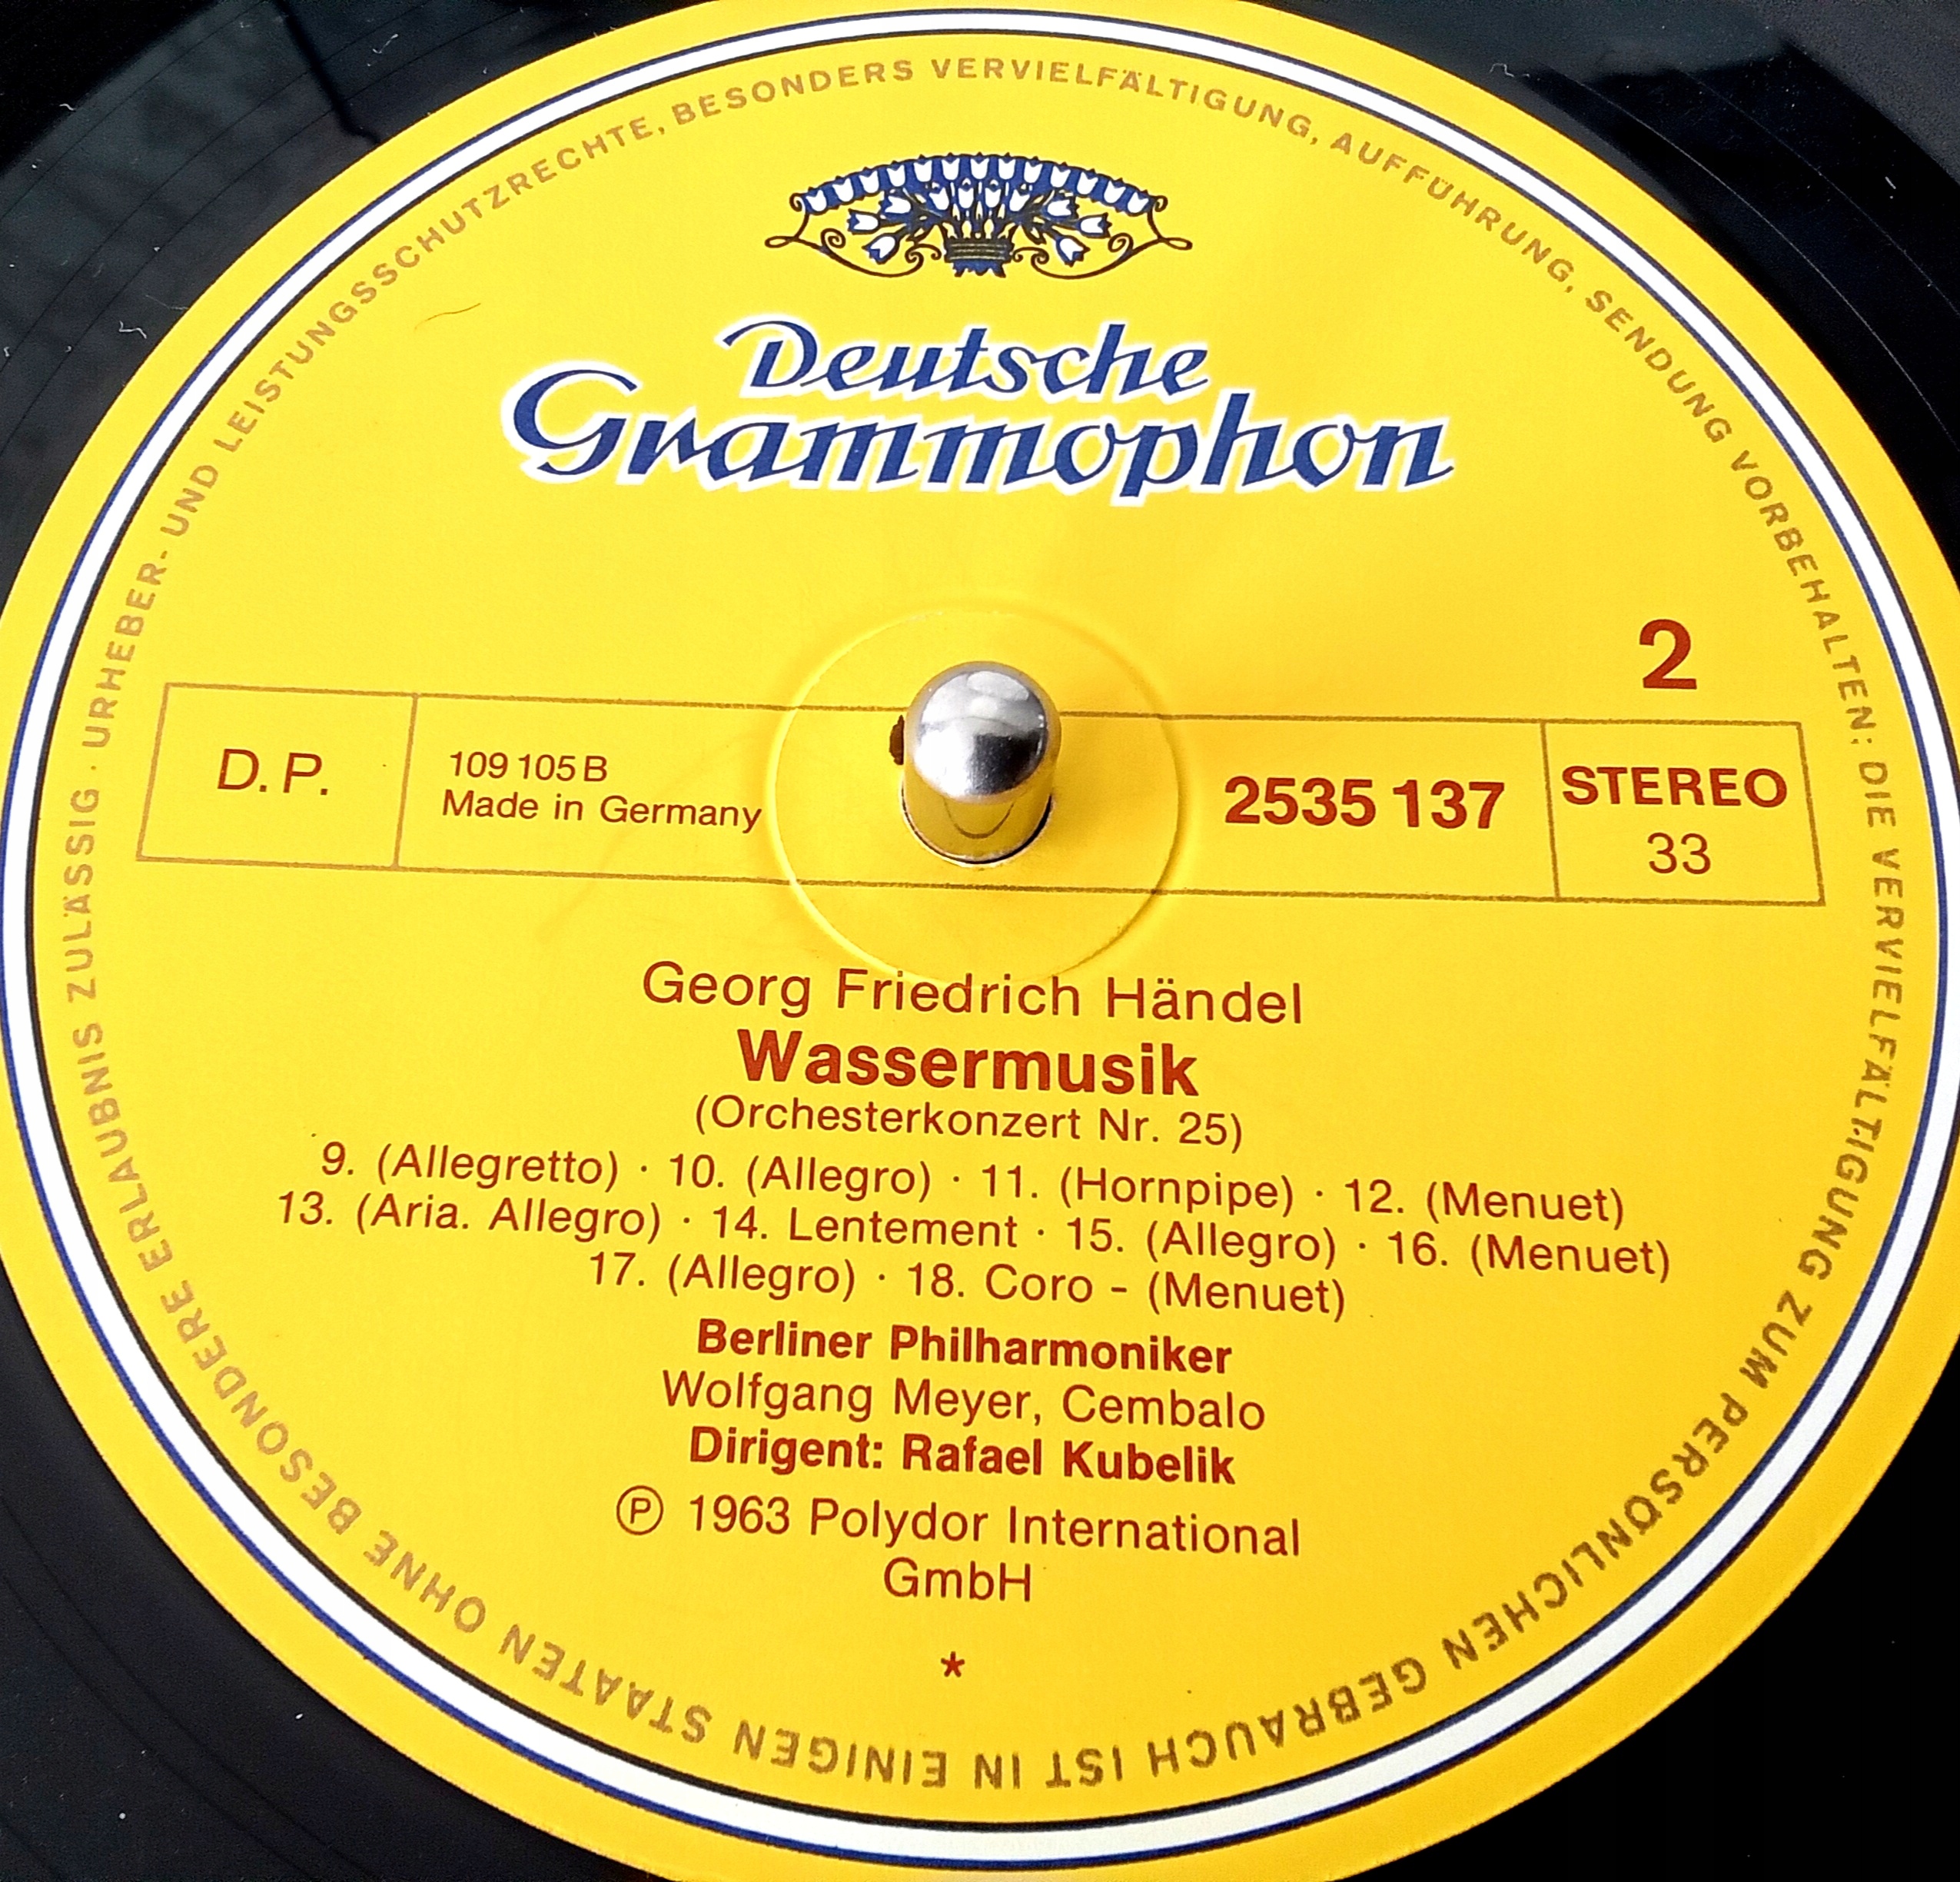 URHEBER- UND LEISTUNGSSCHUTZRECHTE, BESONDERS VERVIELFÄLTIGUNG, AUFFÜHRUNG, SENDUNG VORBEHALTEN; DIE VERVIELFÄLTIGUNG ZUM PERSÖNLICHEN GEBRAUCH IST IN EINIGEN STAATEN OHNE BESONDERE ERLAUBNIS ZULÄSSIG ·
Deutsche
Grammophon
2
D. P.
109 105 B
Made in Germany
2535 137
STEREO
33
Georg Friedrich Händel
Wassermusik
(Orchesterkonzert Nr. 25)
9. (Allegretto) · 10. (Allegro) · 11. (Hornpipe) · 12. (Menuet)
13. (Aria. Allegro) · 14. Lentement · 15. (Allegro) · 16. (Menuet)
17. (Allegro) · 18. Coro - (Menuet)
Berliner Philharmoniker
Wolfgang Meyer, Cembalo
Dirigent: Rafael Kubelik
Ⓟ 1963 Polydor International
GmbH
*